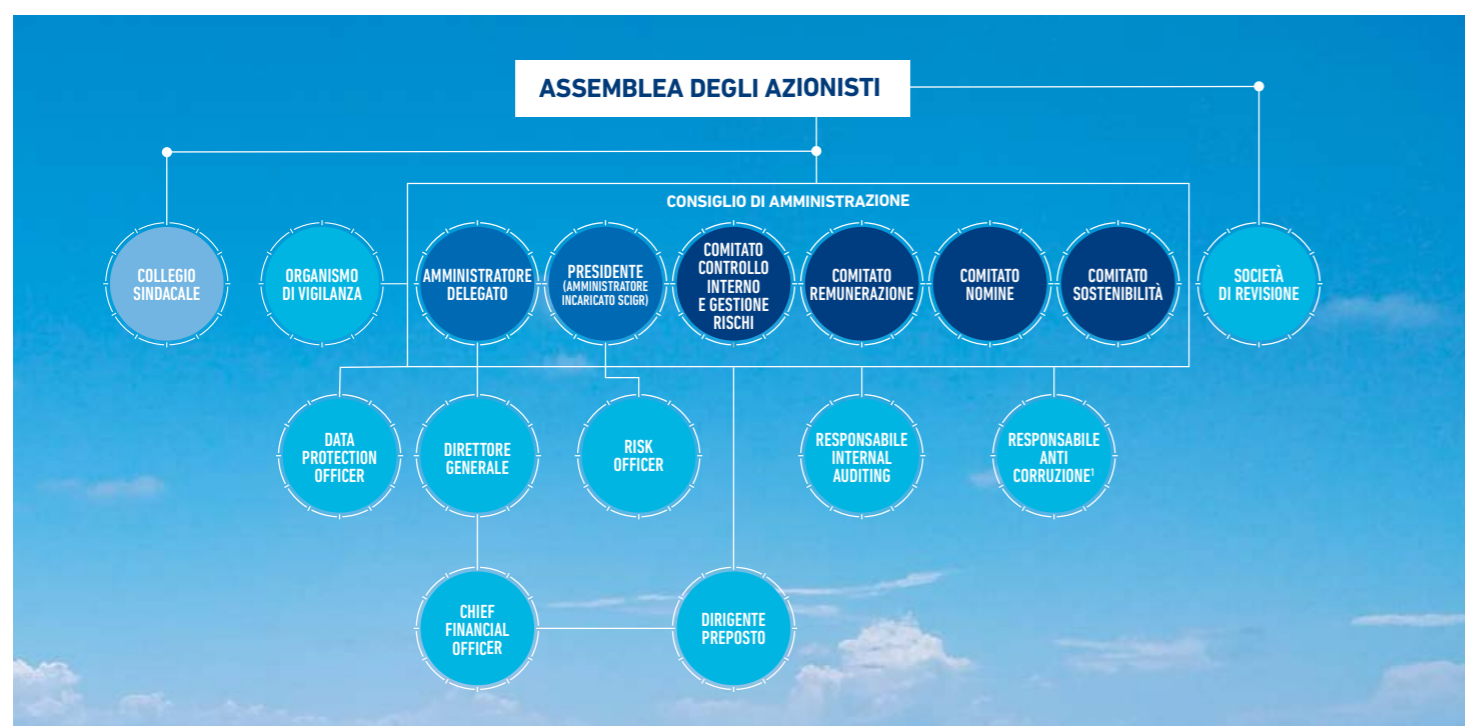 ASSEMBLEA DEGLI AZIONISTI
CONSIGLIO DI AMMINISTRAZIONE
COLLEGIO
SINDACALE
ORGANISMO
DI VIGILANZA
AMMINISTRATORE
DELEGATO
PRESIDENTE
(AMMINISTRATORE
INCARICATO SCIGR)
COMITATO
CONTROLLO
INTERNO
E GESTIONE
RISCHI
COMITATO
REMUNERAZIONE
COMITATO
NOMINE
COMITATO
SOSTENIBILITÀ
SOCIETÀ
DI REVISIONE
DATA
PROTECTION
OFFICER
DIRETTORE
GENERALE
RISK
OFFICER
RESPONSABILE
INTERNAL
AUDITING
RESPONSABILE
ANTI
CORRUZIONE¹
CHIEF
FINANCIAL
OFFICER
DIRIGENTE
PREPOSTO